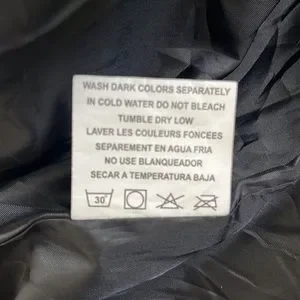 WASH DARK COLORS SEPARATELY
IN COLD WATER DO NOT BLEACH
TUMBLE DRY LOW
LAVER LES COULEURS FONCEES
SEPAREMENT EN AGUA FRIA
NO USE BLANQUEADOR
SECAR A TEMPERATURA BAJA
30°